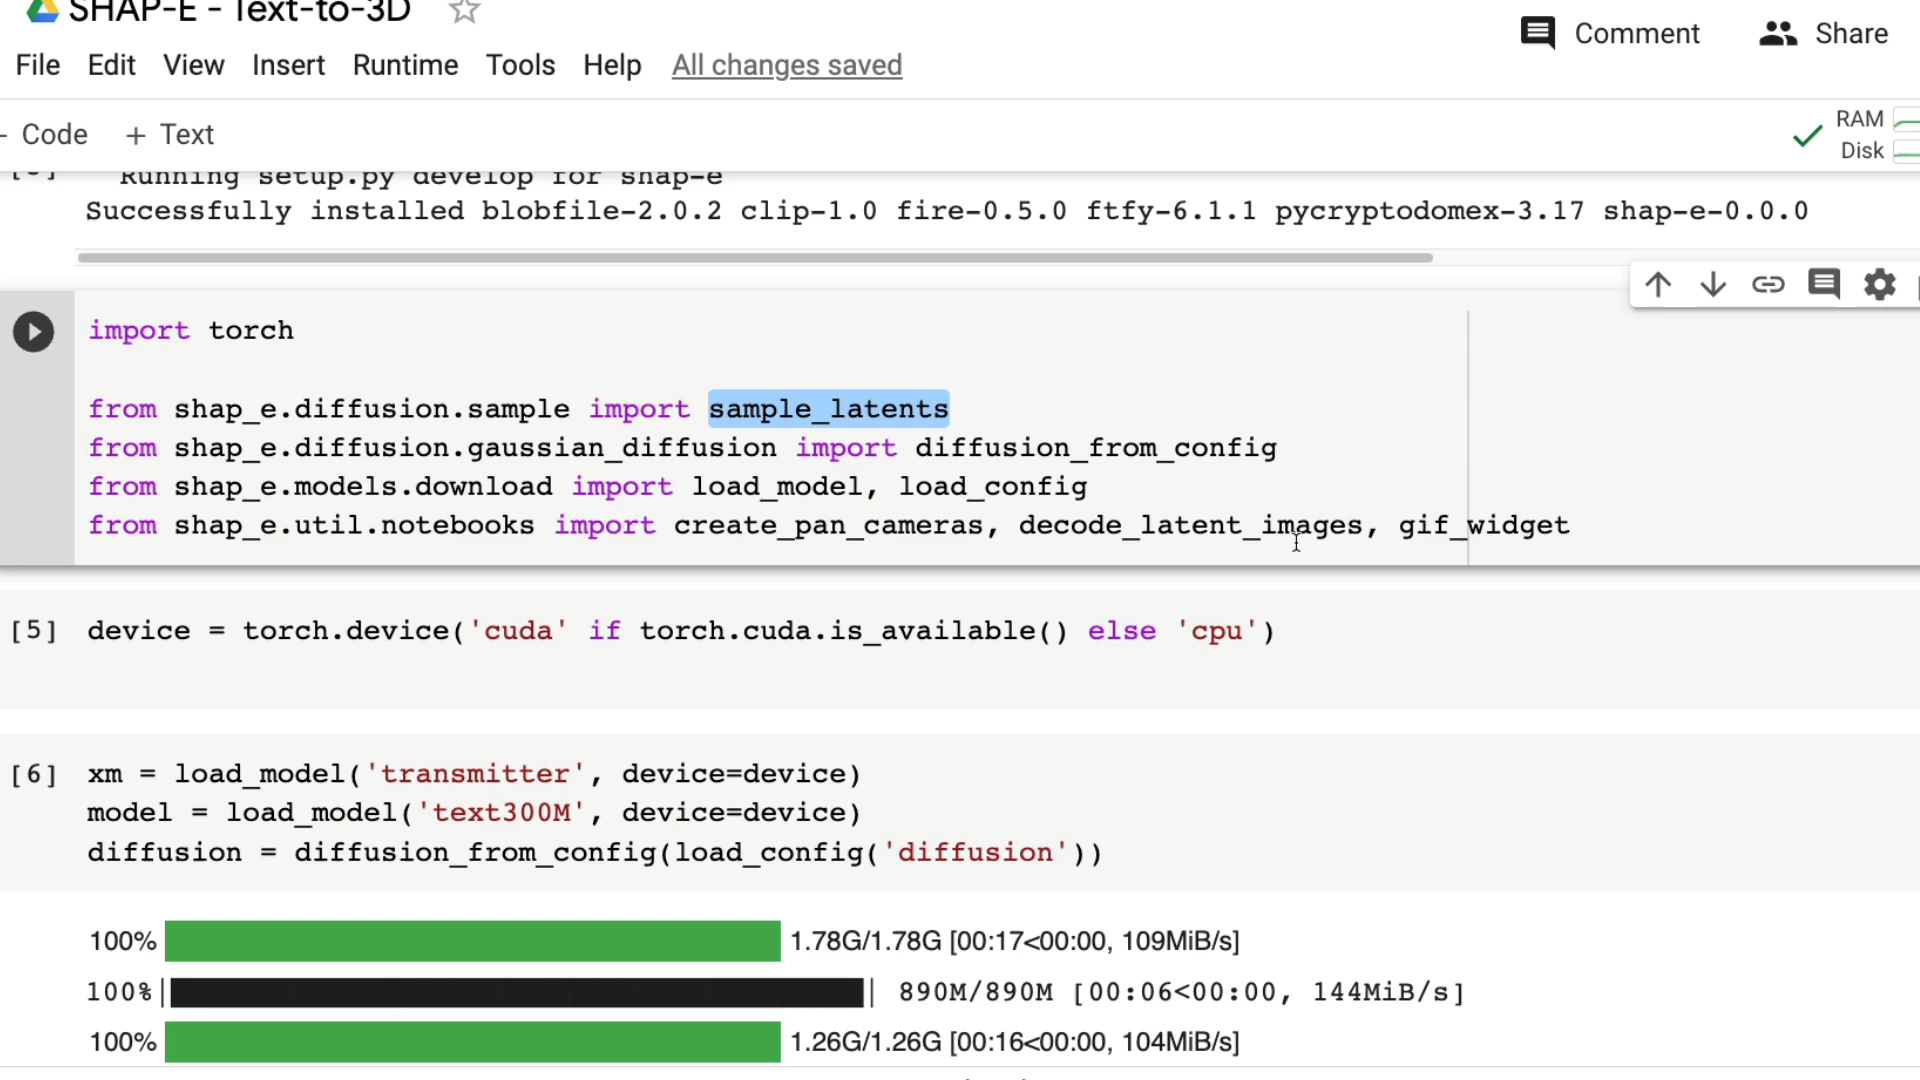 SHAP-E - Text-to-3D
Comment
Share
File Edit View Insert Runtime Tools Help All changes saved
Code + Text
RAM
Disk
Running setup.py develop for shap-e
Successfully installed blobfile-2.0.2 clip-1.0 fire-0.5.0 ftfy-6.1.1 pycryptodomex-3.17 shap-e-0.0.0
import torch
from shap_e.diffusion.sample import sample_latents
from shap_e.diffusion.gaussian_diffusion import diffusion_from_config
from shap_e.models.download import load_model, load_config
from shap_e.util.notebooks import create_pan_cameras, decode_latent_images, gif_widget
[5] device = torch.device('cuda' if torch.cuda.is_available() else 'cpu')
[6] xm = load_model('transmitter', device=device)
model = load_model('text300M', device=device)
diffusion = diffusion_from_config(load_config('diffusion'))
100% 1.78G/1.78G [00:17<00:00, 109MiB/s]
100%| | 890M/890M [00:06<00:00, 144MiB/s]
100% 1.26G/1.26G [00:16<00:00, 104MiB/s]